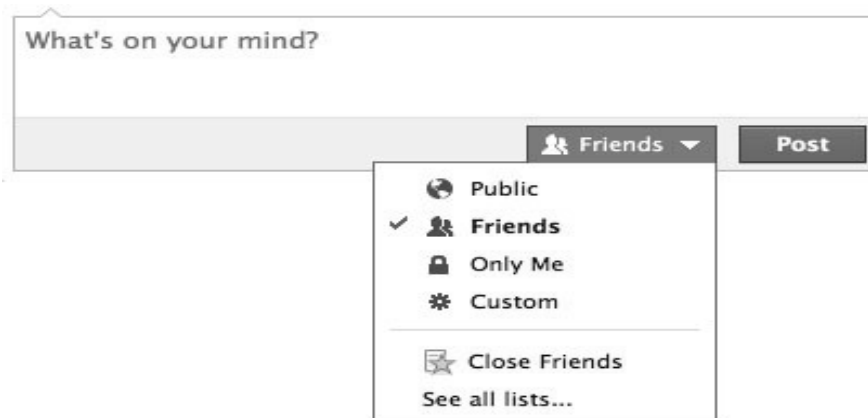 What's on your mind?
Friends Post
Public
Friends
Only Me
Custom
Close Friends
See all lists...